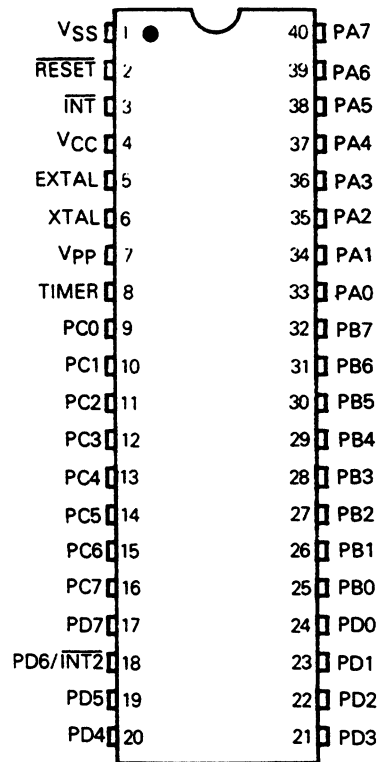 VSS 1 40 PA7
RESET 2 39 PA6
INT 3 38 PA5
VCC 4 37 PA4
EXTAL 5 36 PA3
XTAL 6 35 PA2
VPP 7 34 PA1
TIMER 8 33 PA0
PC0 9 32 PB7
PC1 10 31 PB6
PC2 11 30 PB5
PC3 12 29 PB4
PC4 13 28 PB3
PC5 14 27 PB2
PC6 15 26 PB1
PC7 16 25 PB0
PD7 17 24 PD0
PD6/INT2 18 23 PD1
PD5 19 22 PD2
PD4 20 21 PD3